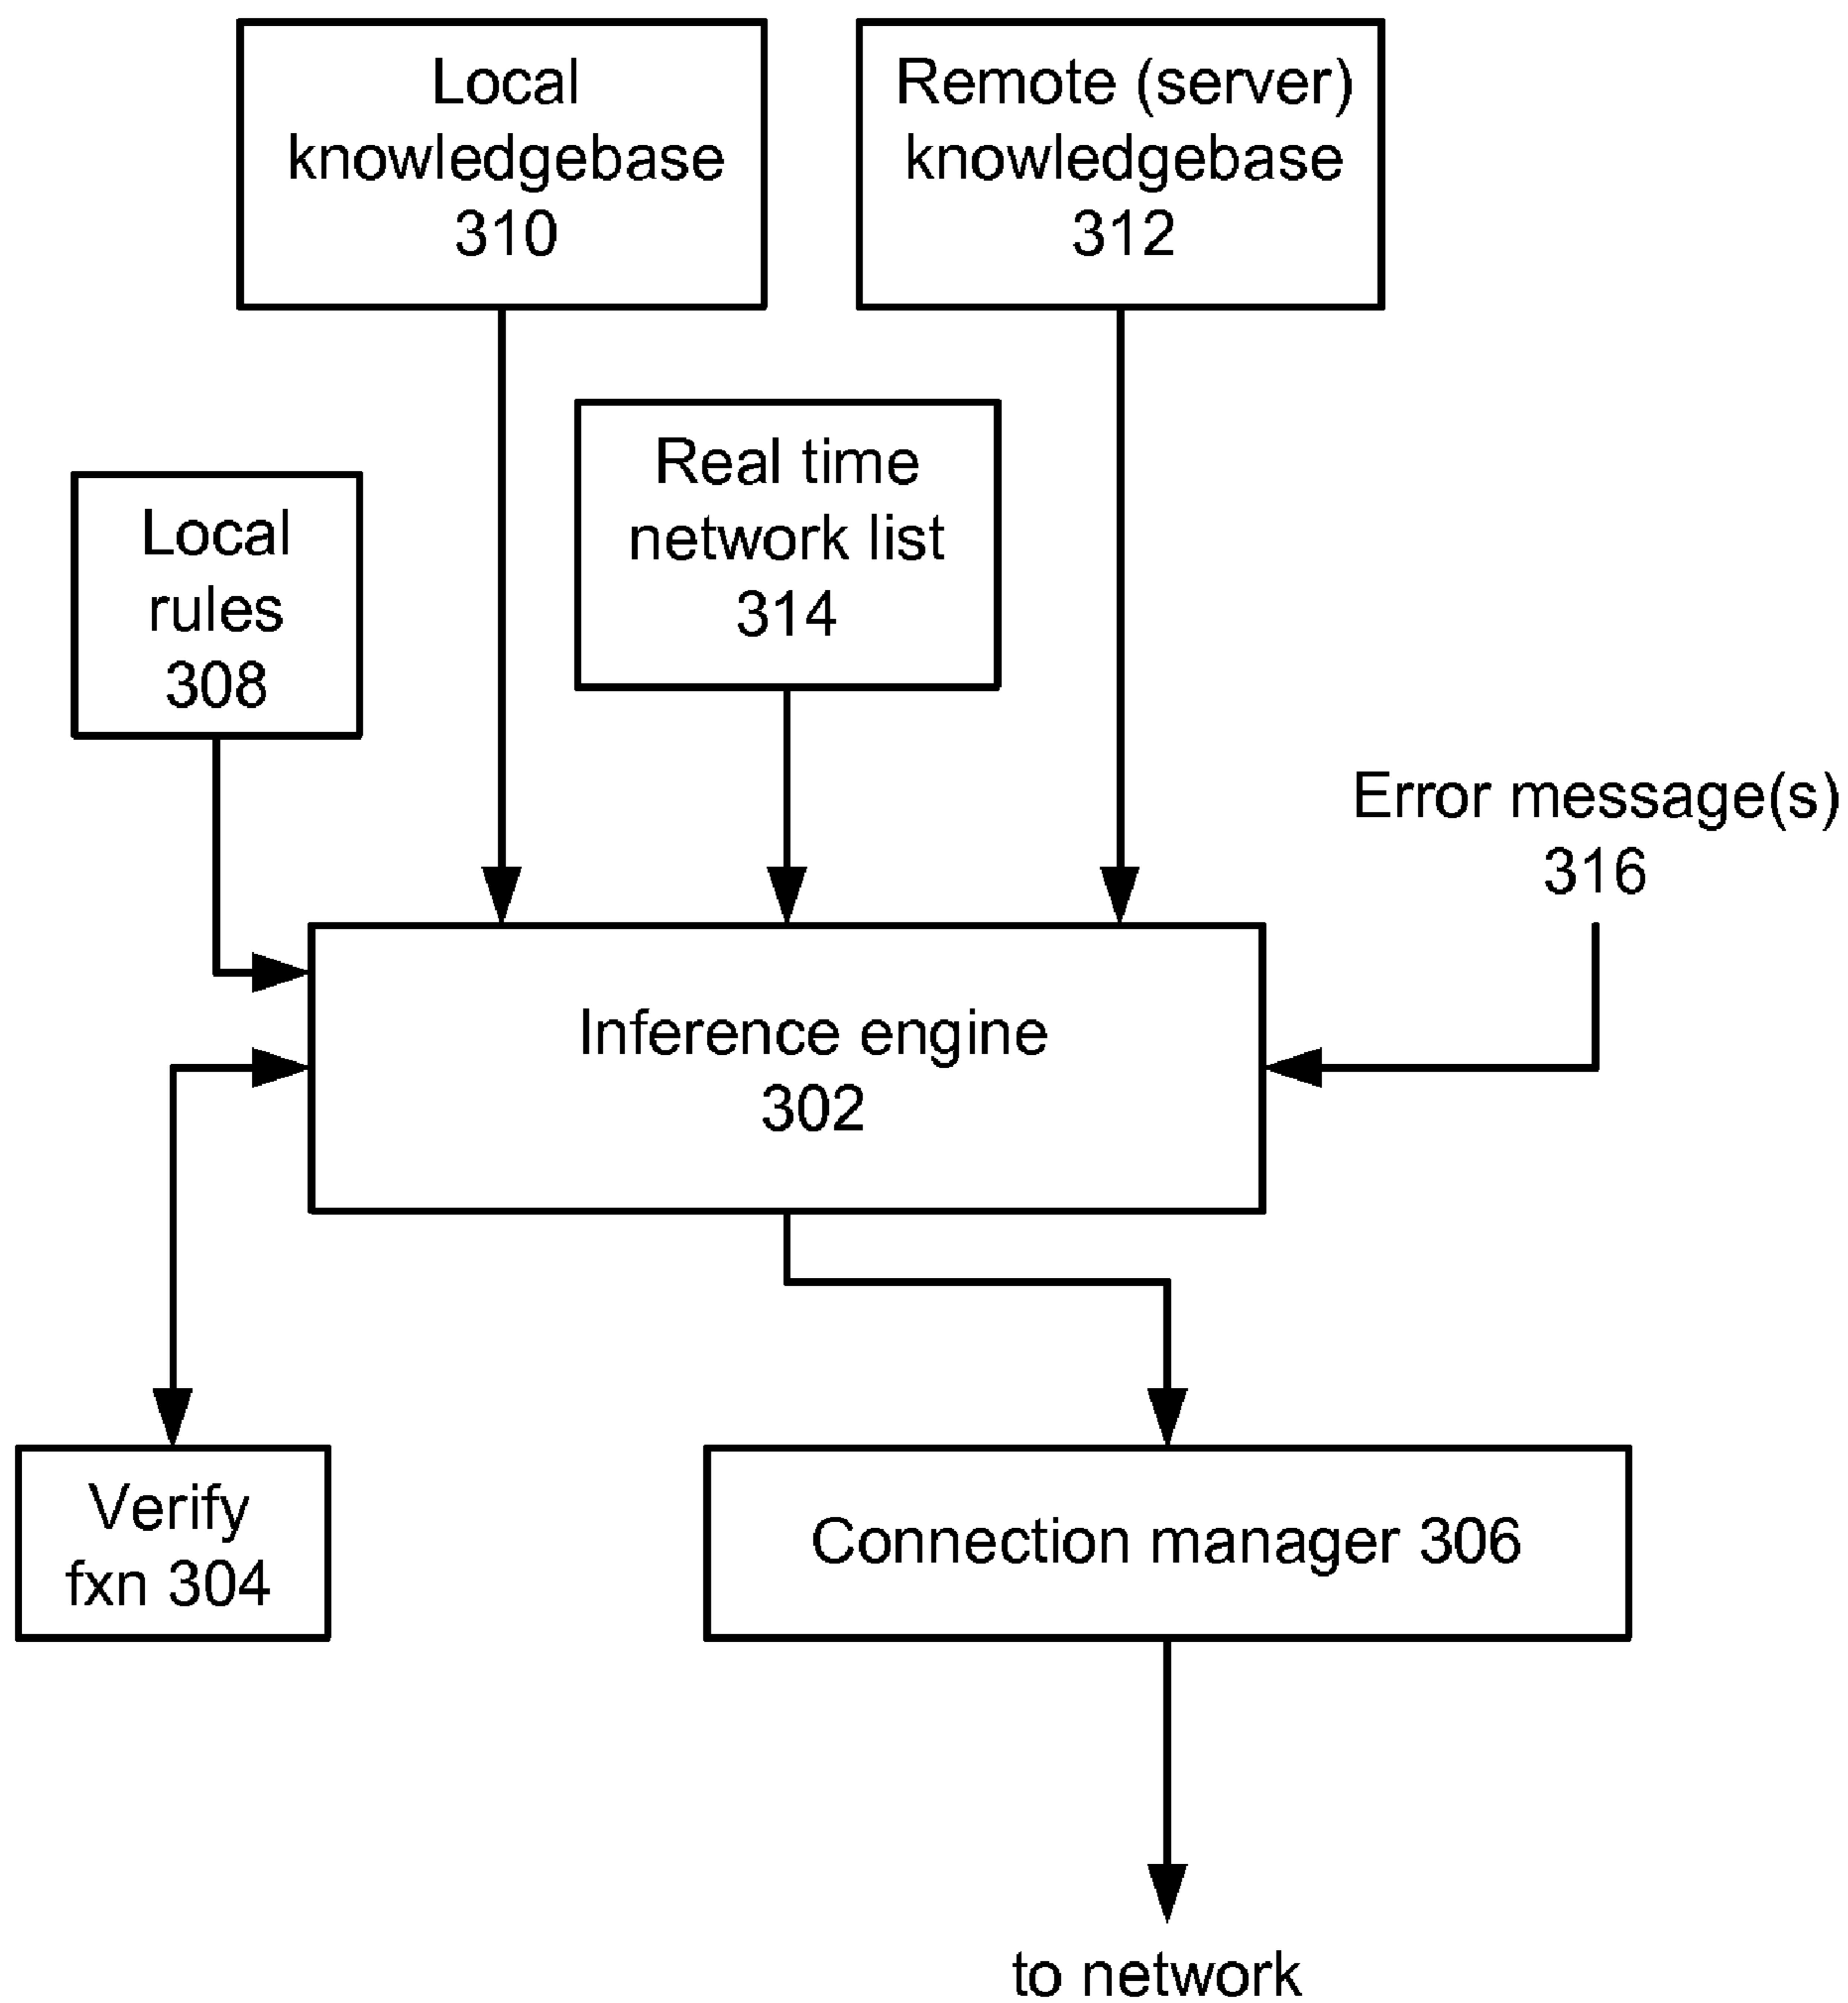 Local
knowledgebase
310
Remote (server)
knowledgebase
312
Real time
network list
314
Local
rules
308
Error message(s)
316
Inference engine
302
Verify
fxn 304
Connection manager 306
to network